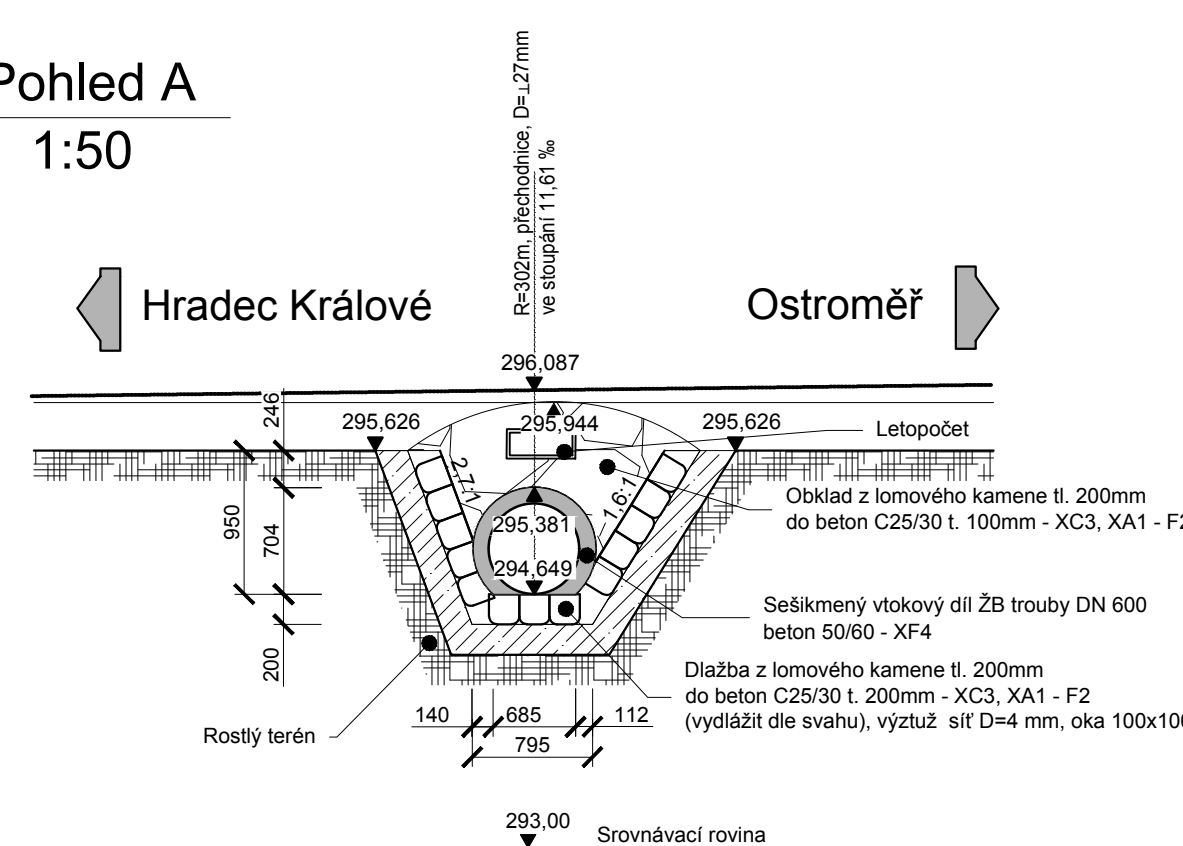 Pohled A
1:50
R=302m, přechodnice, D=⊥27mm
ve stoupání 11,61 ‰
Hradec Králové
Ostroměř
296,087
246
295,626
295,944
295,626
Letopočet
2,7:1
1,6:1
Obklad z lomového kamene tl. 200mm
do beton C25/30 t. 100mm - XC3, XA1 - F2
950
704
295,381
294,649
Sešikmený vtokový díl ŽB trouby DN 600
beton 50/60 - XF4
200
Dlažba z lomového kamene tl. 200mm
do beton C25/30 t. 200mm - XC3, XA1 - F2
(vydlážit dle svahu), výztuž síť D=4 mm, oka 100x100
140
685
112
Rostlý terén
795
293,00
Srovnávací rovina